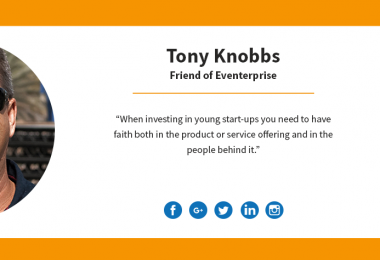 Tony Knobbs
Friend of Eventerprise
“When investing in young start-ups you need to have
faith both in the product or service offering and in the
people behind it.”